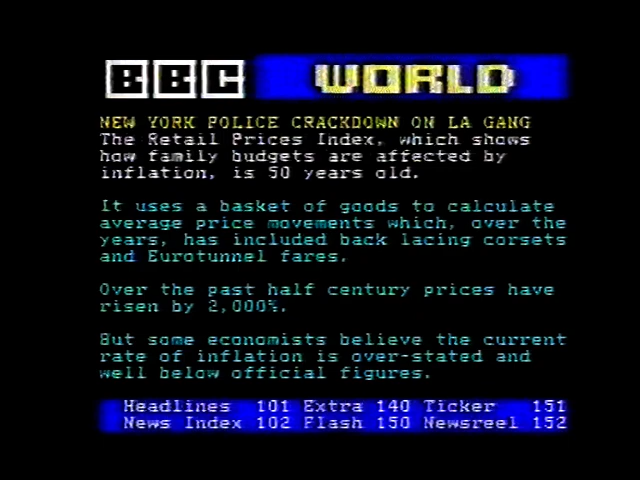 BBC WORLD
NEW YORK POLICE CRACKDOWN ON LA GANG
The Retail Prices Index, which shows
how family budgets are affected by
inflation, is 50 years old.
It uses a basket of goods to calculate
average price movements which, over the
years, has included back lacing corsets
and Eurotunnel fares.
Over the past half century prices have
risen by 2,000%.
But some economists believe the current
rate of inflation is over-stated and
well below official figures.
Headlines 101 Extra 140 Ticker 151
News Index 102 Flash 150 Newsreel 152